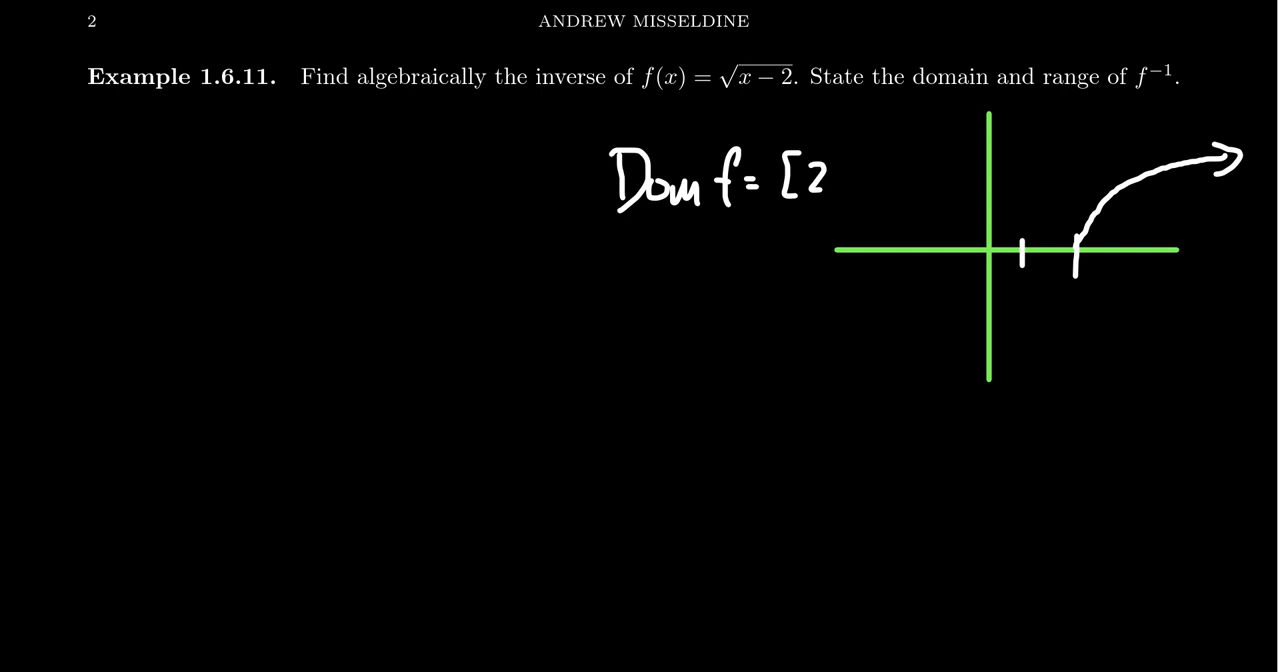 2 ANDREW MISSELDINE
Example 1.6.11. Find algebraically the inverse of f(x) = √(x − 2). State the domain and range of f⁻¹.
Dom f = [2